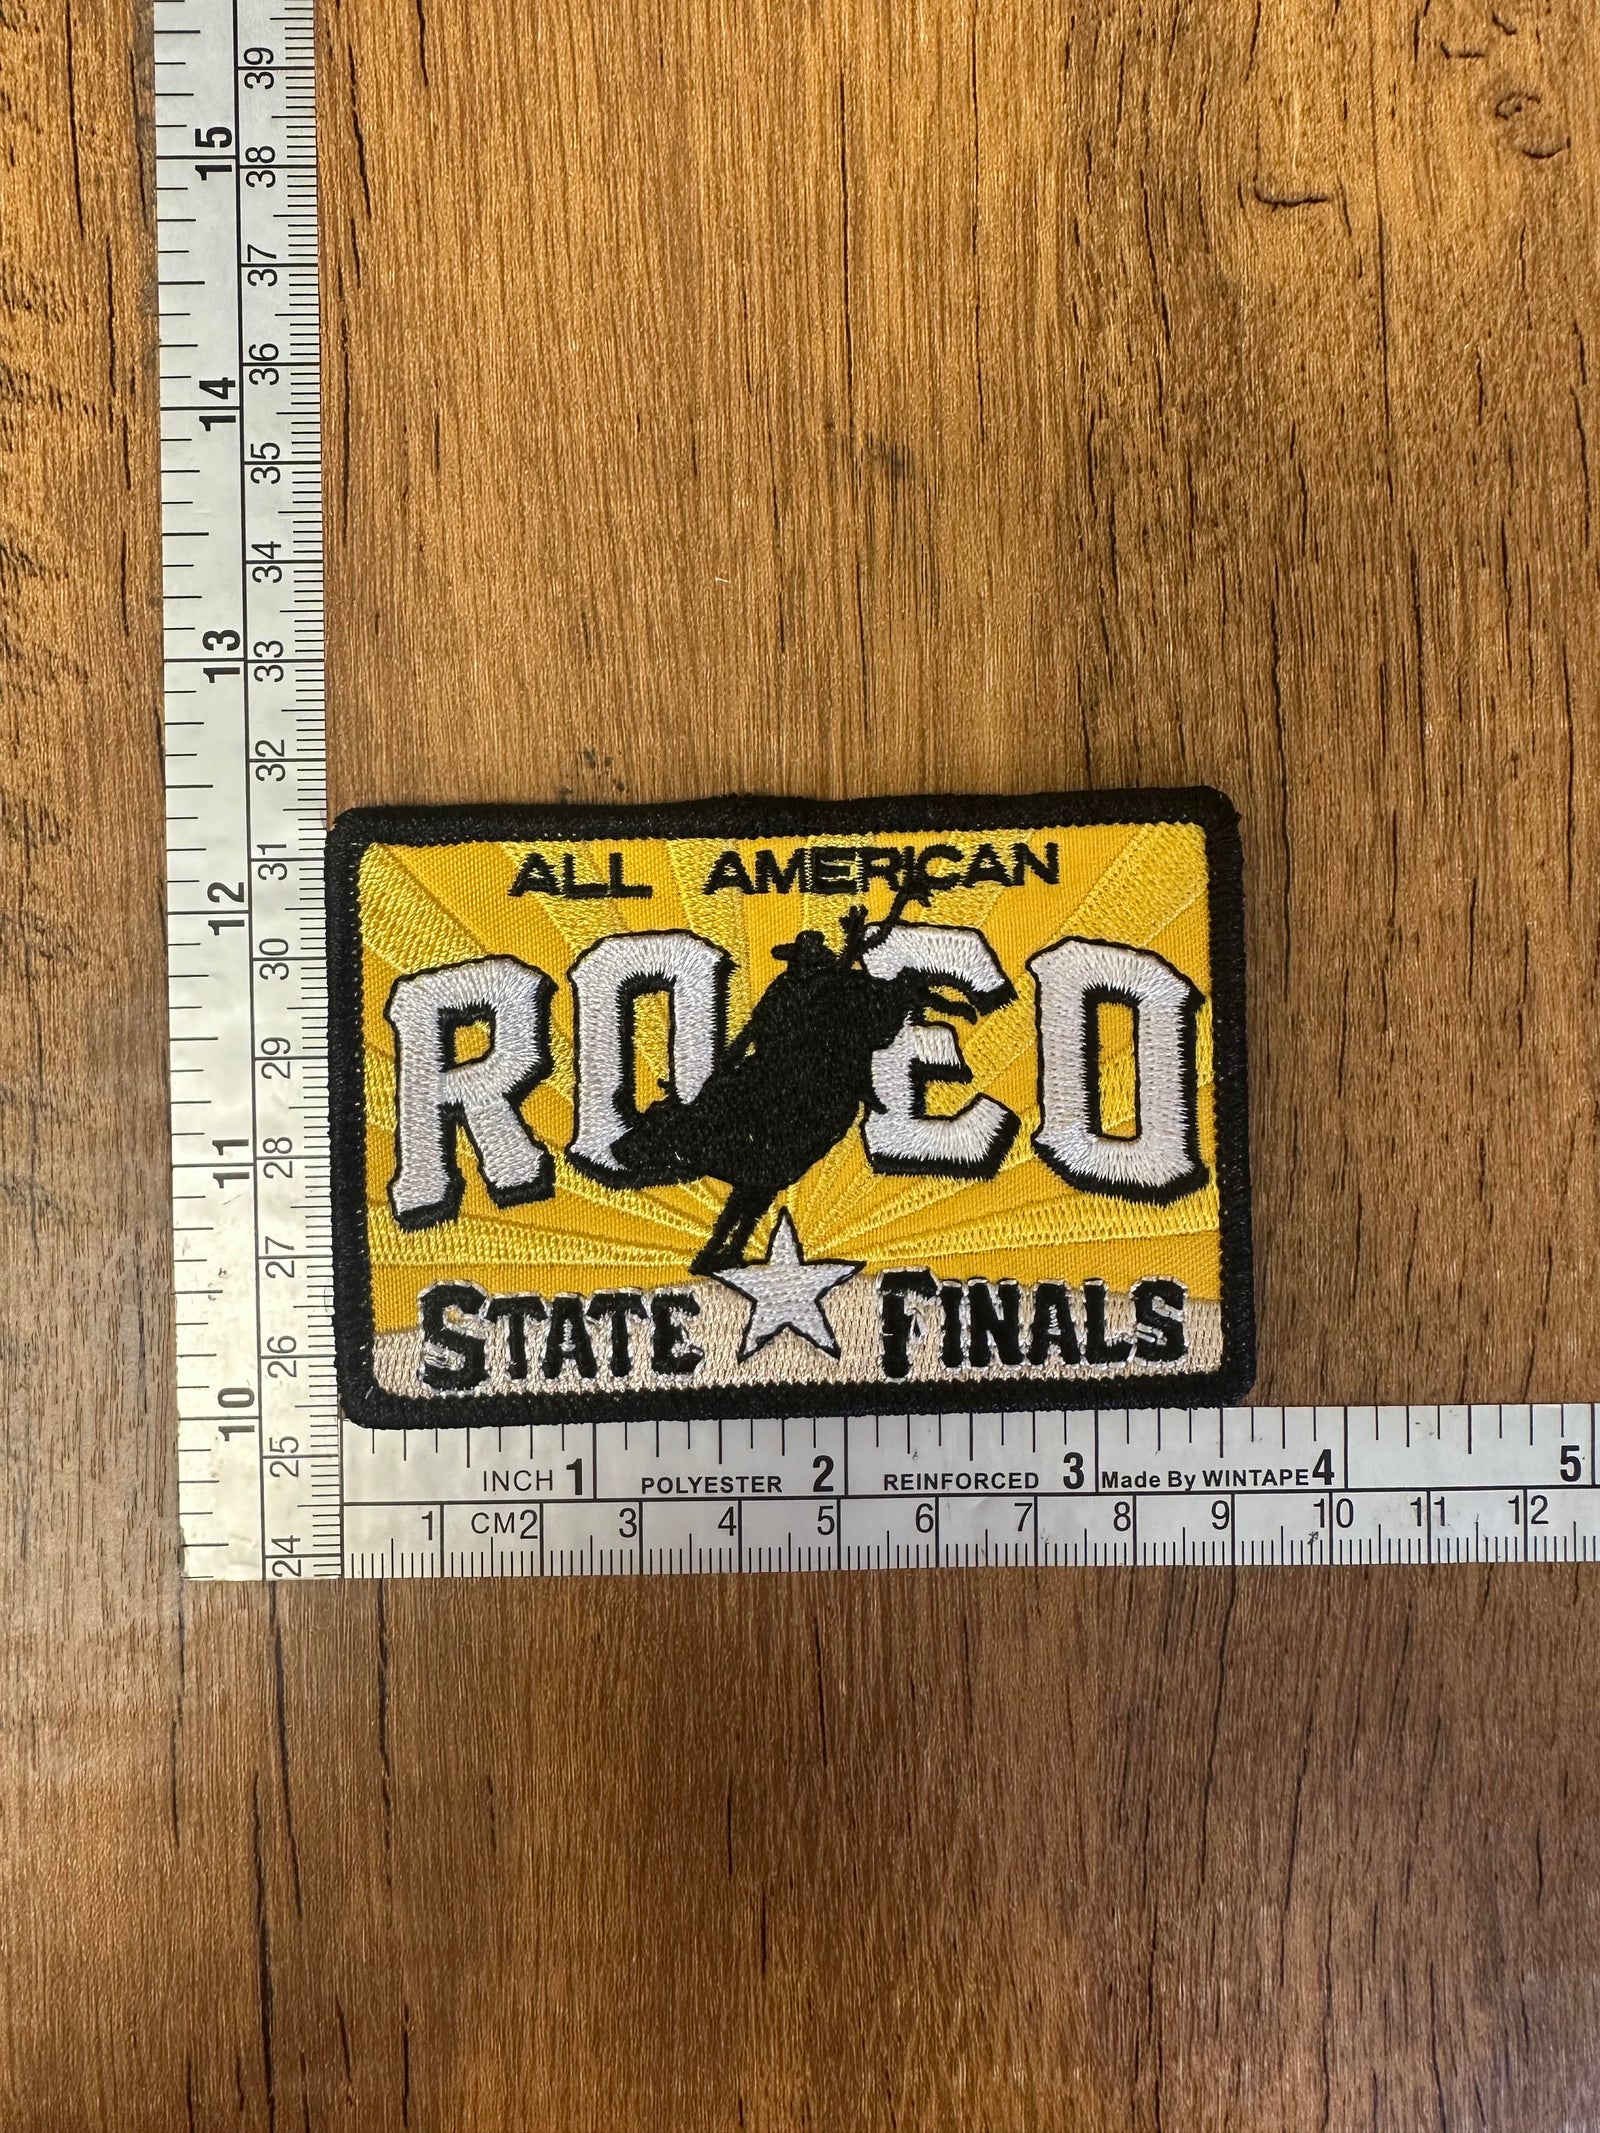 ALL AMERICAN
RODEO
STATE FINALS
INCH 1 POLYESTER 2 REINFORCED 3 Made By WINTAPE 4 5
1 CM 2 3 4 5 6 7 8 9 10 11 12
10 11 12 13 14 15
24 25 26 27 28 29 30 31 32 33 34 35 36 37 38 39